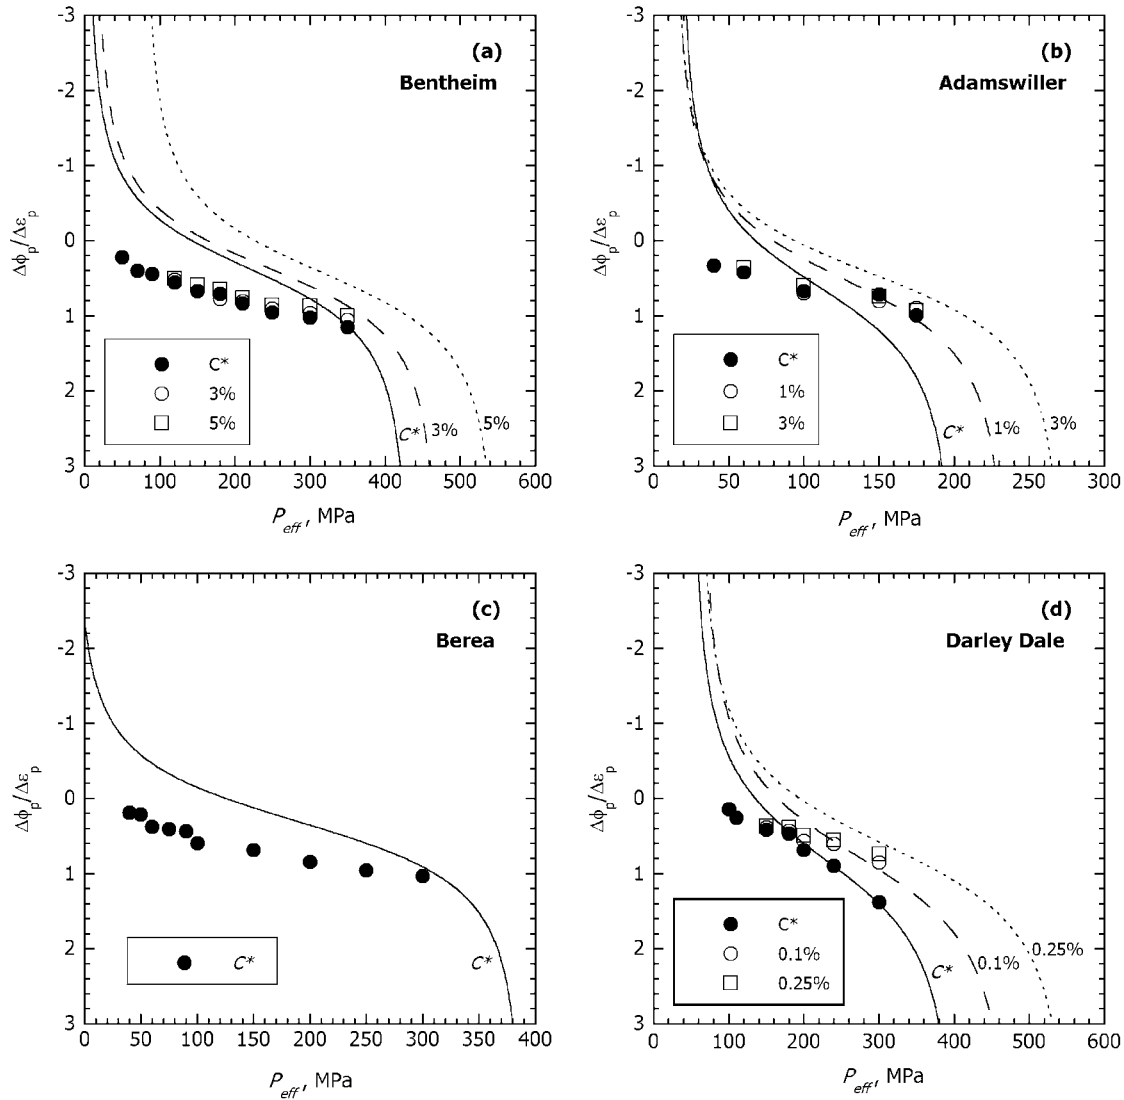 (a)
Bentheim
-3
-2
-1
0
1
2
3
Δϕp/Δεp
C*
3%
5%
C*
3%
5%
0 100 200 300 400 500 600
Peff, MPa
(b)
Adamswiller
-3
-2
-1
0
1
2
3
Δϕp/Δεp
C*
1%
3%
C*
1%
3%
0 50 100 150 200 250 300
Peff, MPa
(c)
Berea
-3
-2
-1
0
1
2
3
Δϕp/Δεp
C*
C*
0 50 100 150 200 250 300 350 400
Peff, MPa
(d)
Darley Dale
-3
-2
-1
0
1
2
3
Δϕp/Δεp
C*
0.1%
0.25%
C*
0.1%
0.25%
0 100 200 300 400 500 600
Peff, MPa